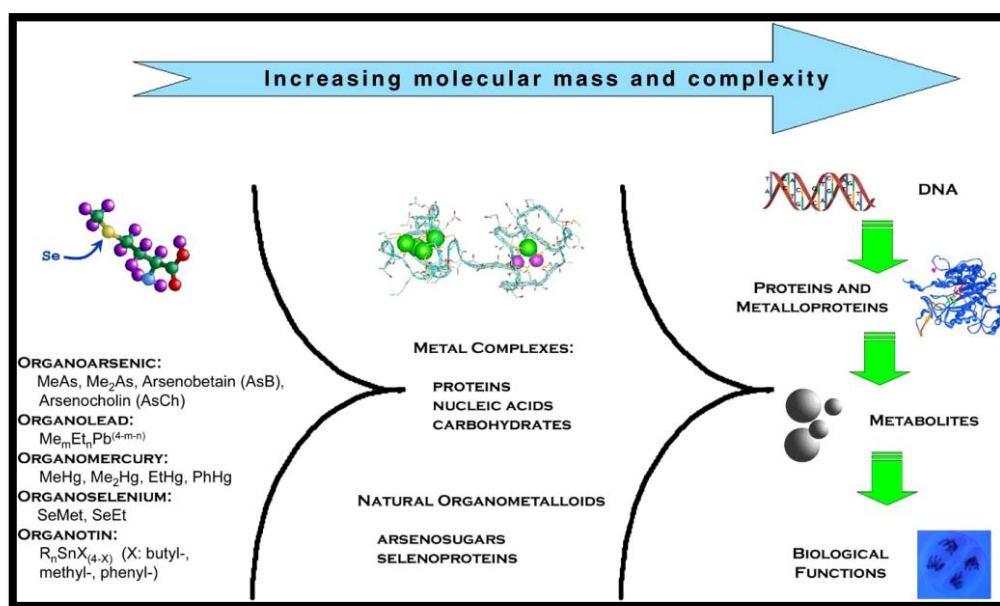 Increasing molecular mass and complexity
Se
ORGANOARSENIC:
MeAs, Me₂As, Arsenobetain (AsB),
Arsenocholin (AsCh)
ORGANOLEAD:
MeₘEtₙPb⁽⁴⁻ᵐ⁻ⁿ⁾
ORGANOMERCURY:
MeHg, Me₂Hg, EtHg, PhHg
ORGANOSELENIUM:
SeMet, SeEt
ORGANOTIN:
RₙSnX₍₄₋ₓ₎ (X: butyl-,
methyl-, phenyl-)
METAL COMPLEXES:
PROTEINS
NUCLEIC ACIDS
CARBOHYDRATES
NATURAL ORGANOMETALLOIDS
ARSENOSUGARS
SELENOPROTEINS
DNA
PROTEINS AND
METALLOPROTEINS
METABOLITES
BIOLOGICAL
FUNCTIONS